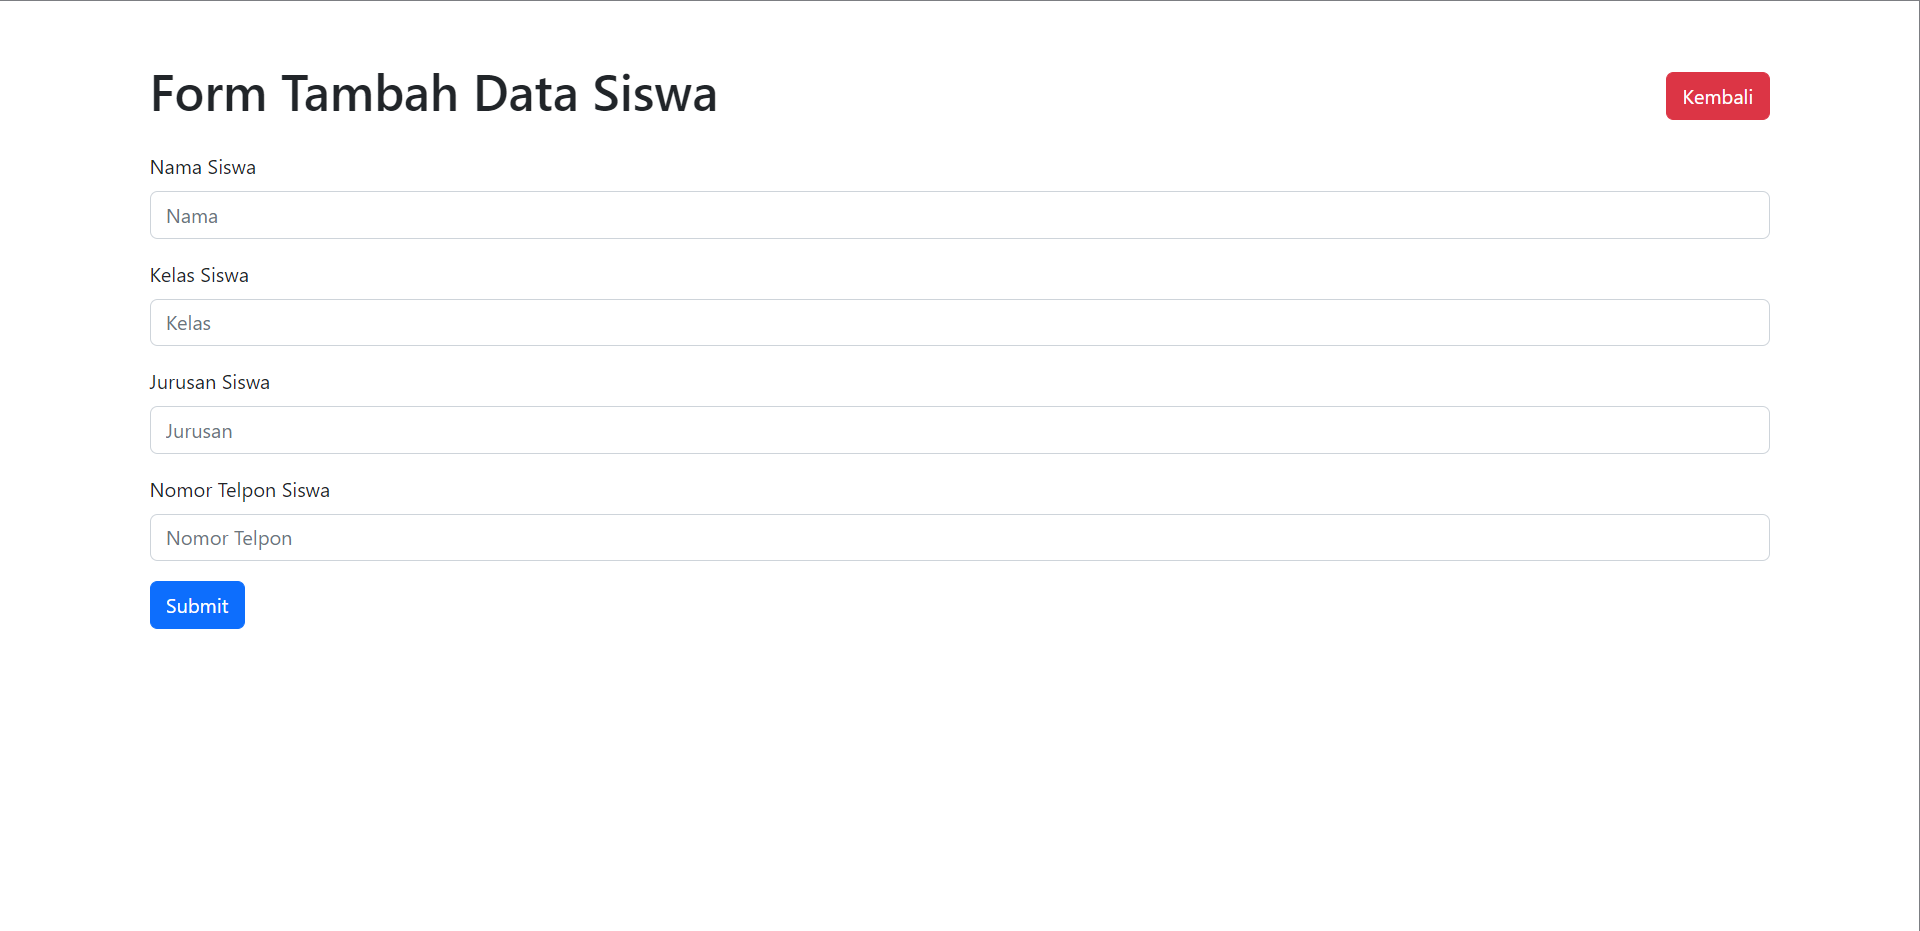 Form Tambah Data Siswa
Kembali
Nama Siswa
Nama
Kelas Siswa
Kelas
Jurusan Siswa
Jurusan
Nomor Telpon Siswa
Nomor Telpon
Submit